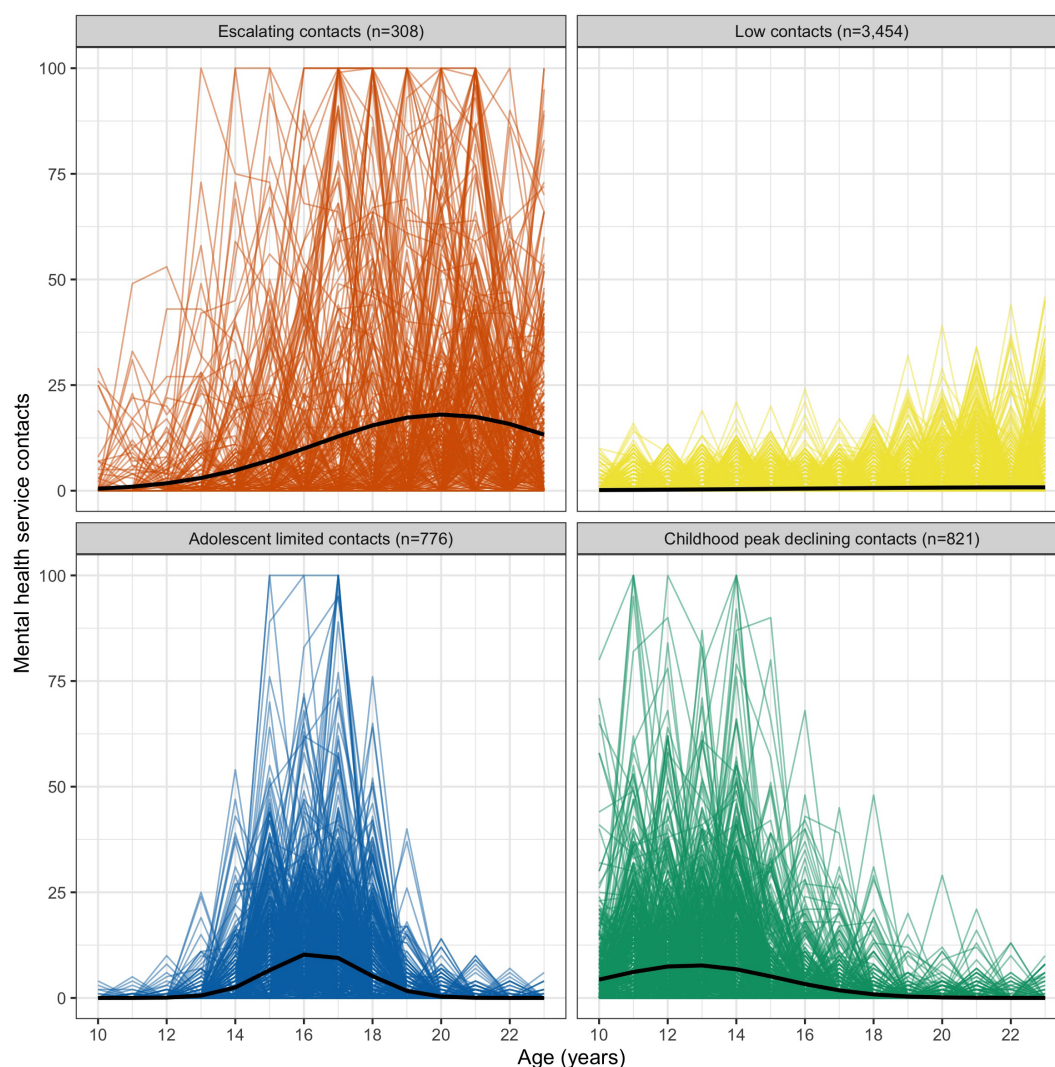 Escalating contacts (n=308)
Low contacts (n=3,454)
100
75
50
25
0
Adolescent limited contacts (n=776)
Childhood peak declining contacts (n=821)
100
75
50
25
0
Mental health service contacts
10 12 14 16 18 20 22
10 12 14 16 18 20 22
Age (years)